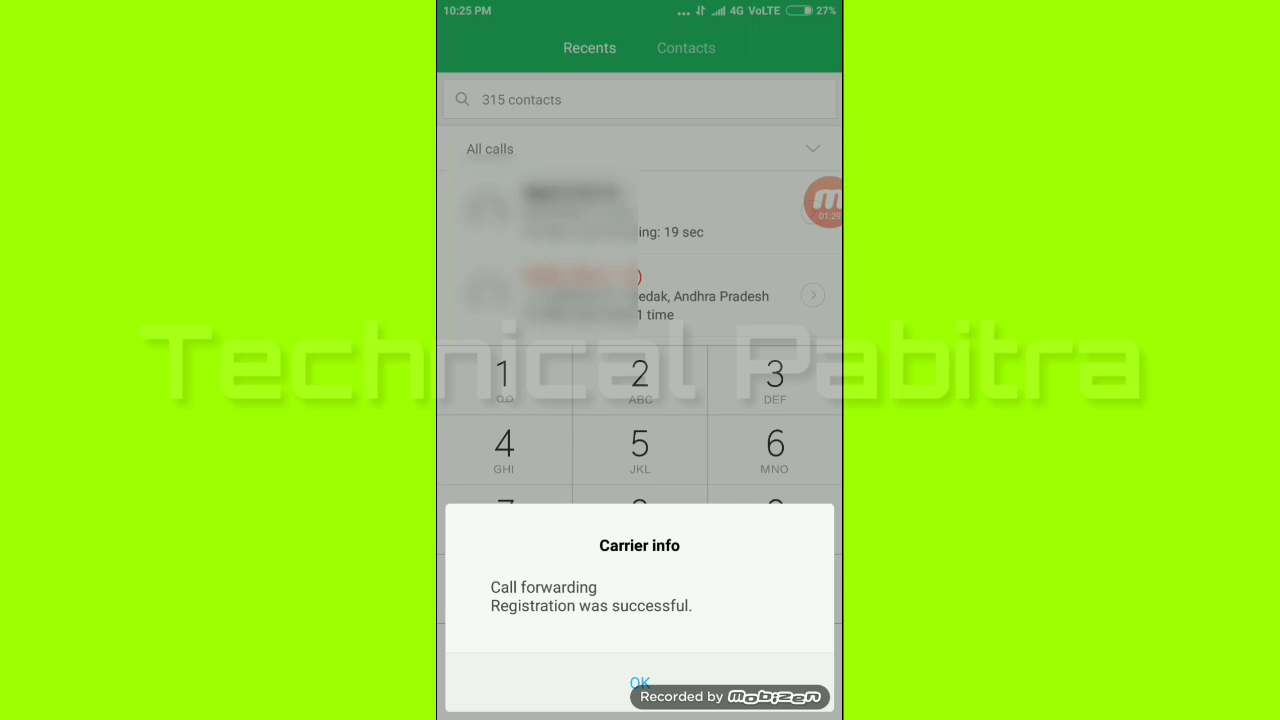 10:25 PM
... 4G VoLTE 27%
Recents
Contacts
315 contacts
All calls
01:29
ing: 19 sec
)
edak, Andhra Pradesh
1 time
Technical Pabitra
1
2
3
ABC
DEF
4
5
6
GHI
JKL
MNO
Carrier info
Call forwarding
Registration was successful.
OK
Recorded by mobizen